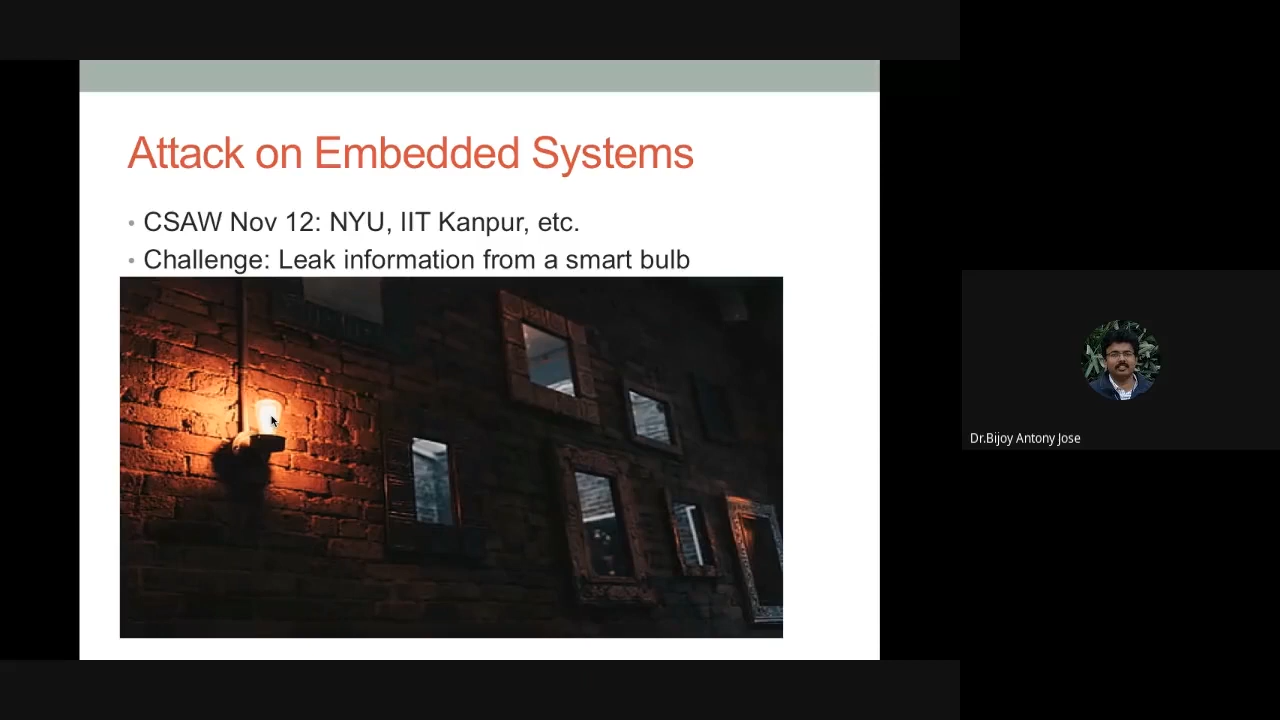 Attack on Embedded Systems
• CSAW Nov 12: NYU, IIT Kanpur, etc.
• Challenge: Leak information from a smart bulb
Dr.Bijoy Antony Jose